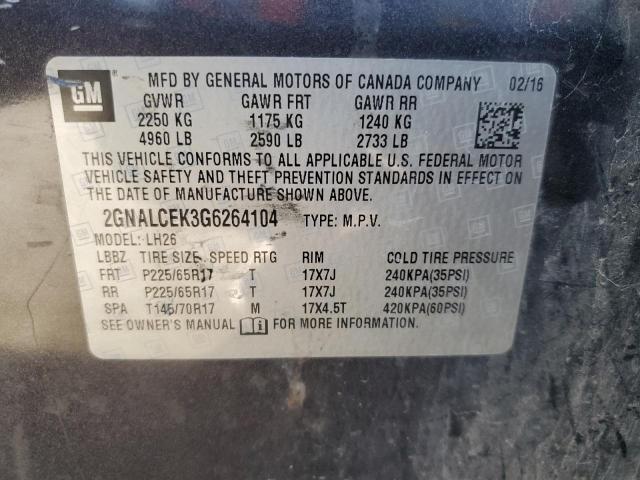 GM ® MFD BY GENERAL MOTORS OF CANADA COMPANY 02/16
GVWR GAWR FRT GAWR RR
2250 KG 1175 KG 1240 KG
4960 LB 2590 LB 2733 LB
THIS VEHICLE CONFORMS TO ALL APPLICABLE U.S. FEDERAL MOTOR
VEHICLE SAFETY AND THEFT PREVENTION STANDARDS IN EFFECT ON
THE DATE OF MANUFACTURE SHOWN ABOVE.
2GNALCEK3G6264104 TYPE: M.P.V.
MODEL: LH26
LBBZ TIRE SIZE SPEED RTG RIM COLD TIRE PRESSURE
FRT P225/65R17 T 17X7J 240KPA(35PSI)
RR P225/65R17 T 17X7J 240KPA(35PSI)
SPA T145/70R17 M 17X4.5T 420KPA(60PSI)
SEE OWNER'S MANUAL i FOR MORE INFORMATION.